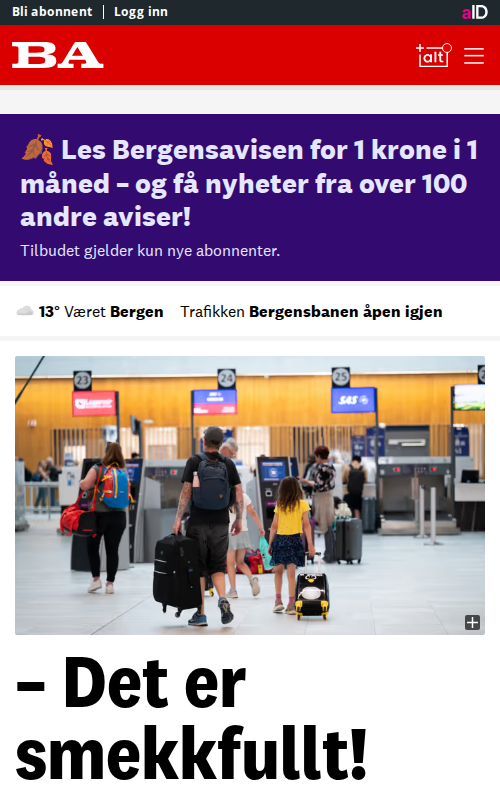 Bli abonnent | Logg inn
aID
BA
alt
🍂 Les Bergensavisen for 1 krone i 1
måned – og få nyheter fra over 100
andre aviser!
Tilbudet gjelder kun nye abonnenter.
13° Været Bergen Trafikken Bergensbanen åpen igjen
23
24
25
SAS
– Det er
smekkfullt!